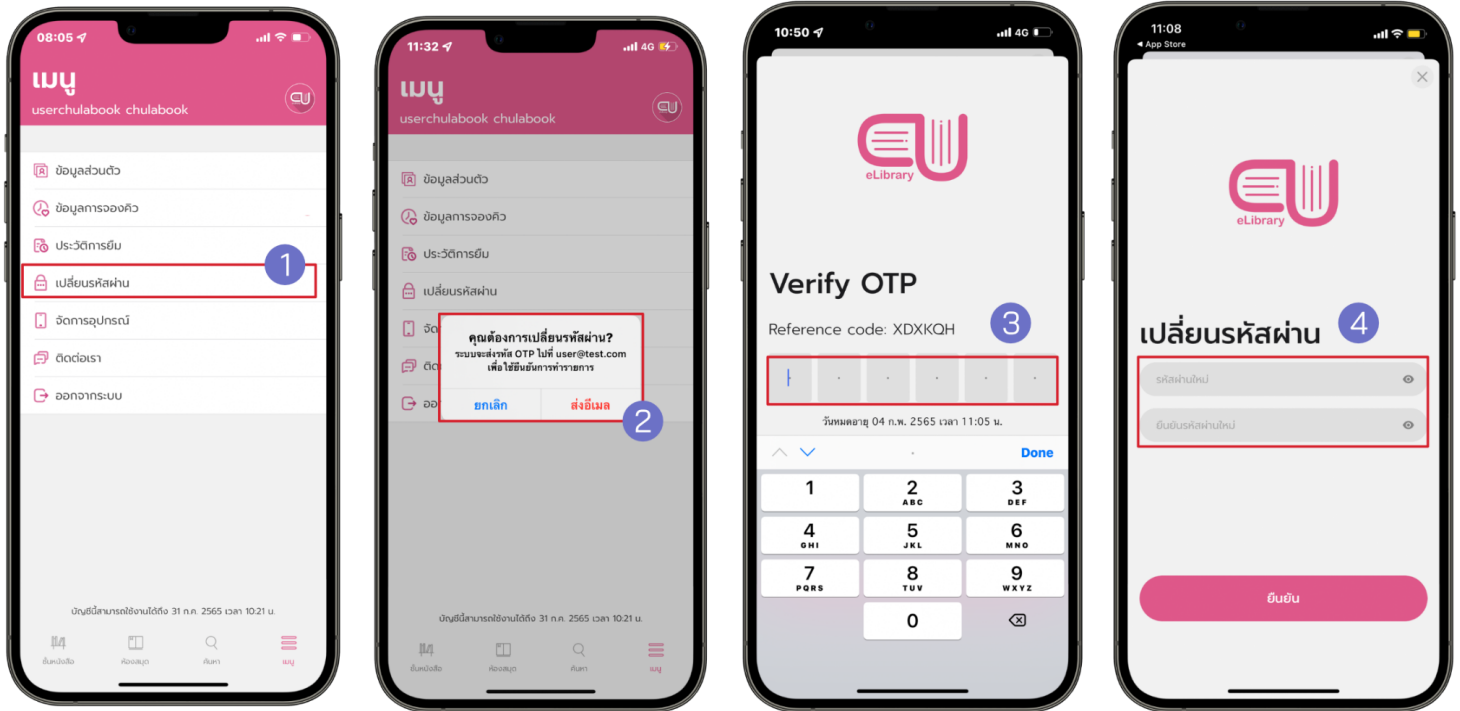 08:05
เมนู
userchulabook chulabook
ข้อมูลส่วนตัว
ข้อมูลการจองคิว
ประวัติการยืม
1
เปลี่ยนรหัสผ่าน
จัดการอุปกรณ์
ติดต่อเรา
ออกจากระบบ
บัญชีนี้สามารถใช้งานได้ถึง 31 ก.ค. 2565 เวลา 10:21 น.
ชั้นหนังสือ
ห้องสมุด
ค้นหา
เมนู
11:32
4G
เมนู
userchulabook chulabook
ข้อมูลส่วนตัว
ข้อมูลการจองคิว
ประวัติการยืม
เปลี่ยนรหัสผ่าน
จัด
คุณต้องการเปลี่ยนรหัสผ่าน?
ระบบจะส่งรหัส OTP ไปที่ user@test.com
ติด
เพื่อใช้ยืนยันการทำรายการ
ออ
ยกเลิก
ส่งอีเมล
2
บัญชีนี้สามารถใช้งานได้ถึง 31 ก.ค. 2565 เวลา 10:21 น.
ชั้นหนังสือ
ห้องสมุด
ค้นหา
เมนู
10:50
4G
CU
eLibrary
Verify OTP
Reference code: XDXKQH
3
วันหมดอายุ 04 ก.พ. 2565 เวลา 11:05 น.
Done
1
2
ABC
3
DEF
4
GHI
5
JKL
6
MNO
7
PQRS
8
TUV
9
WXYZ
0
11:08
App Store
CU
eLibrary
เปลี่ยนรหัสผ่าน
4
รหัสผ่านใหม่
ยืนยันรหัสผ่านใหม่
ยืนยัน